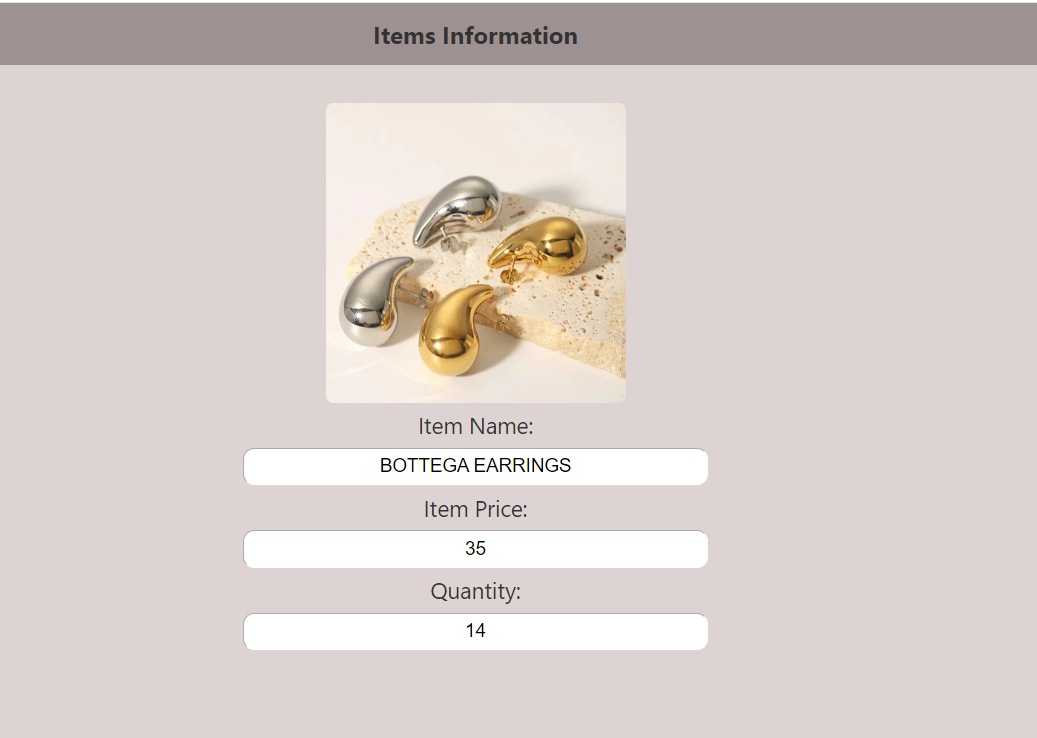 Items Information
Item Name:
BOTTEGA EARRINGS
Item Price:
35
Quantity:
14